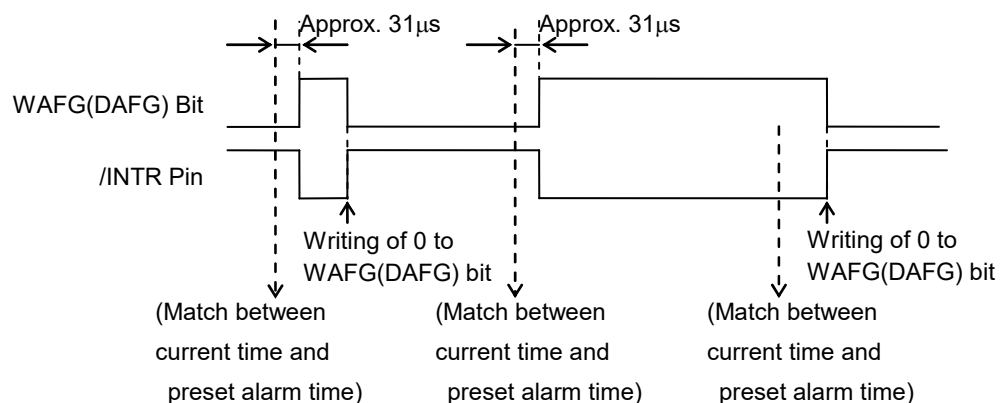 Approx. 31μs
Approx. 31μs
WAFG(DAFG) Bit
/INTR Pin
Writing of 0 to
WAFG(DAFG) bit
Writing of 0 to
WAFG(DAFG) bit
(Match between
current time and
preset alarm time)
(Match between
current time and
preset alarm time)
(Match between
current time and
preset alarm time)